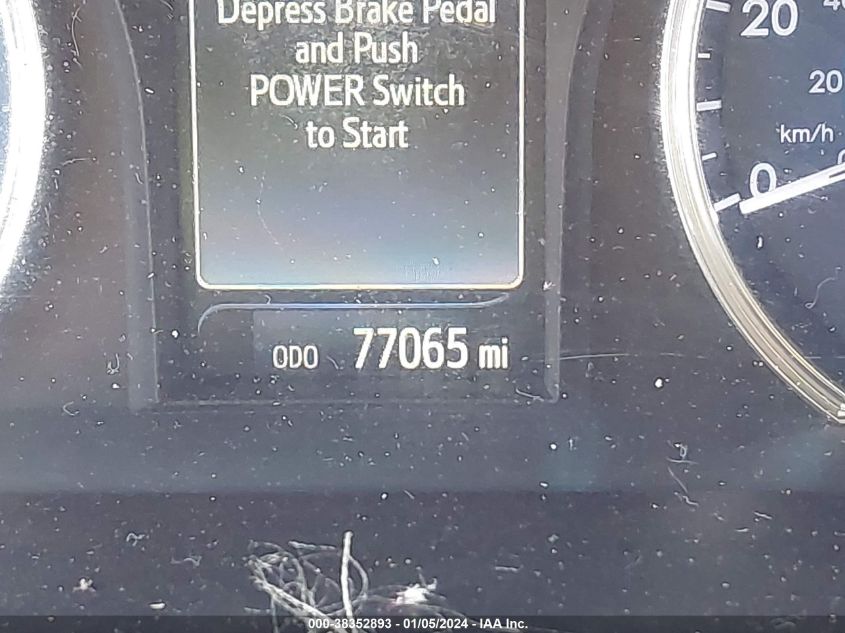 Depress Brake Pedal
and Push
POWER Switch
to Start
ODO 77065 mi
20
20
km/h
0
000-38352893 - 01/05/2024 - IAA Inc.